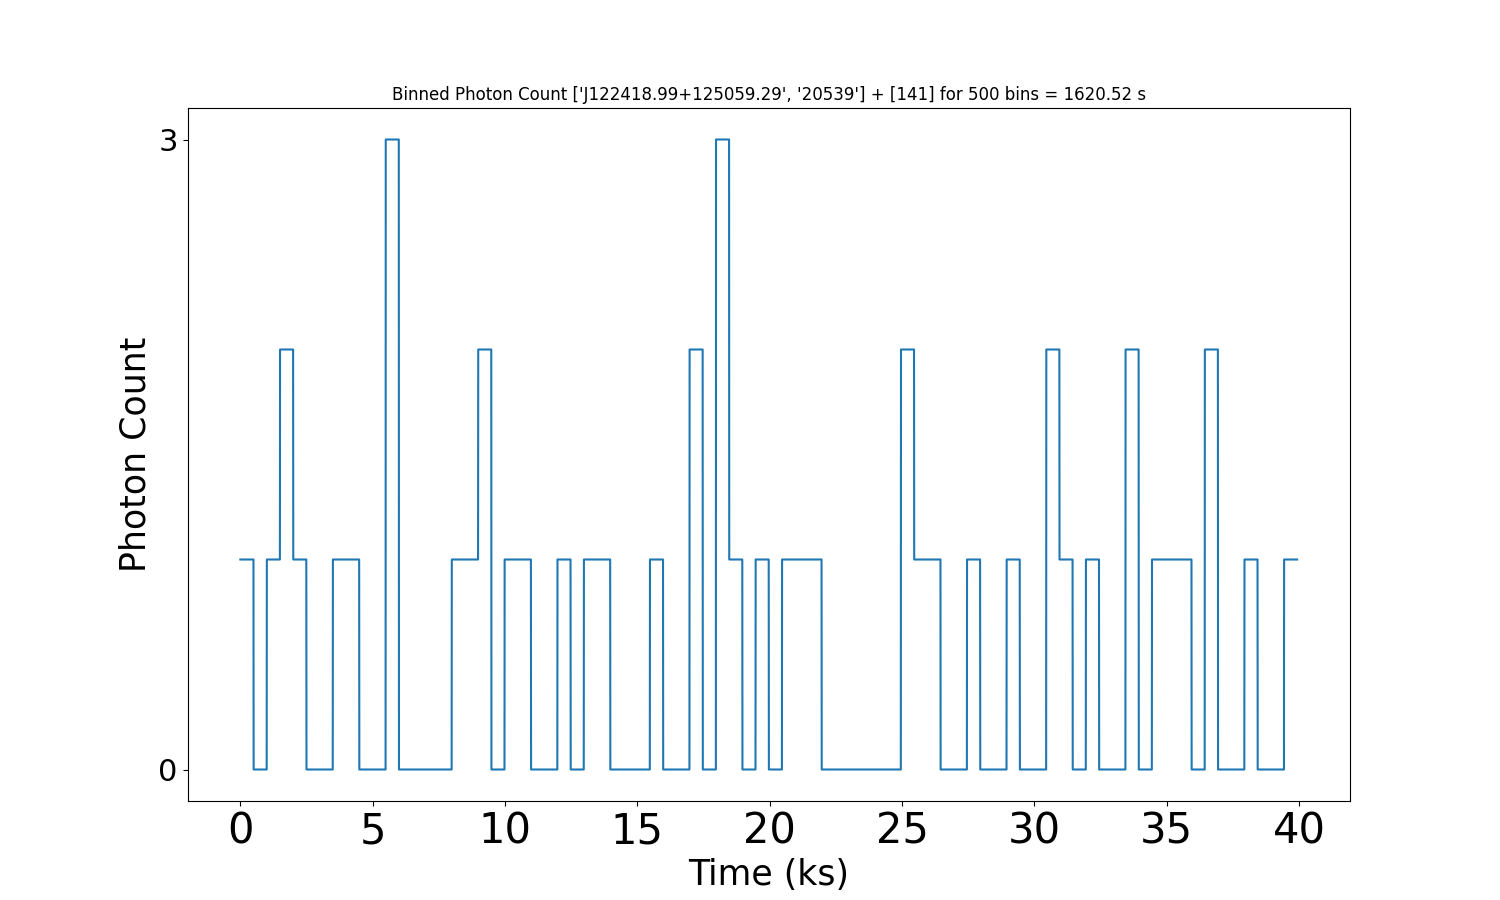 Binned Photon Count ['J122418.99+125059.29', '20539'] + [141] for 500 bins = 1620.52 s
3
Photon Count
0
0 5 10 15 20 25 30 35 40
Time (ks)